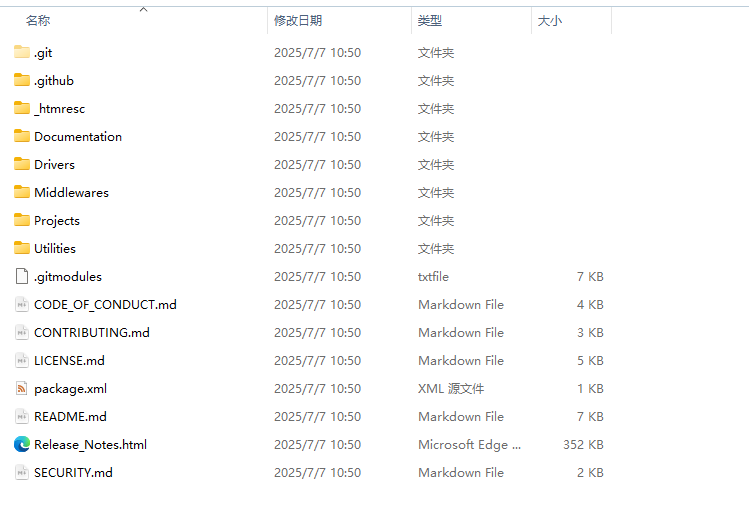 名称 修改日期 类型 大小
.git 2025/7/7 10:50 文件夹
.github 2025/7/7 10:50 文件夹
_htmresc 2025/7/7 10:50 文件夹
Documentation 2025/7/7 10:50 文件夹
Drivers 2025/7/7 10:50 文件夹
Middlewares 2025/7/7 10:50 文件夹
Projects 2025/7/7 10:50 文件夹
Utilities 2025/7/7 10:50 文件夹
.gitmodules 2025/7/7 10:50 txtfile 7 KB
CODE_OF_CONDUCT.md 2025/7/7 10:50 Markdown File 4 KB
CONTRIBUTING.md 2025/7/7 10:50 Markdown File 3 KB
LICENSE.md 2025/7/7 10:50 Markdown File 5 KB
package.xml 2025/7/7 10:50 XML 源文件 1 KB
README.md 2025/7/7 10:50 Markdown File 7 KB
Release_Notes.html 2025/7/7 10:50 Microsoft Edge ... 352 KB
SECURITY.md 2025/7/7 10:50 Markdown File 2 KB